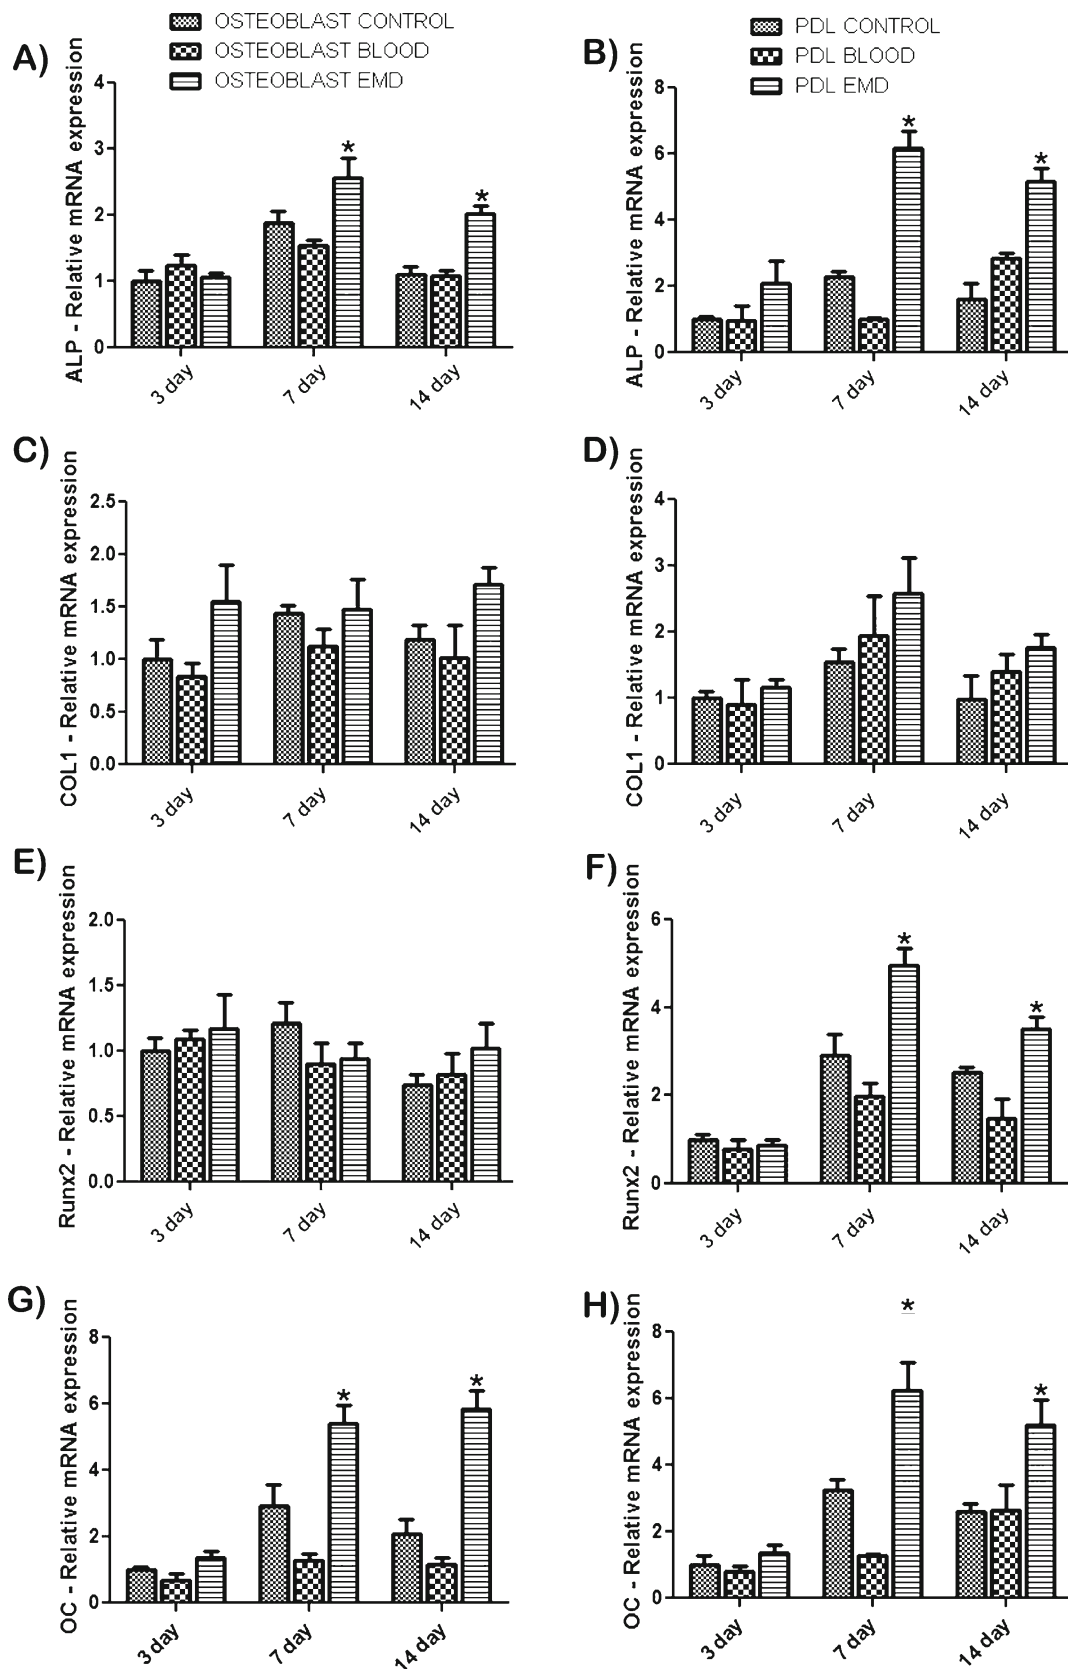 A)
OSTEOBLAST CONTROL
OSTEOBLAST BLOOD
OSTEOBLAST EMD
ALP - Relative mRNA expression
4
3
2
1
0
*
*
3 day
7 day
14 day
B)
PDL CONTROL
PDL BLOOD
PDL EMD
ALP - Relative mRNA expression
8
6
4
2
0
*
*
3 day
7 day
14 day
C)
COL1 - Relative mRNA expression
2.5
2.0
1.5
1.0
0.5
0.0
3 day
7 day
14 day
D)
COL1 - Relative mRNA expression
4
3
2
1
0
3 day
7 day
14 day
E)
Runx2 - Relative mRNA expression
2.0
1.5
1.0
0.5
0.0
3 day
7 day
14 day
F)
Runx2 - Relative mRNA expression
6
4
2
0
*
*
3 day
7 day
14 day
G)
OC - Relative mRNA expression
8
6
4
2
0
*
*
3 day
7 day
14 day
H)
OC - Relative mRNA expression
8
6
4
2
0
*
*
3 day
7 day
14 day